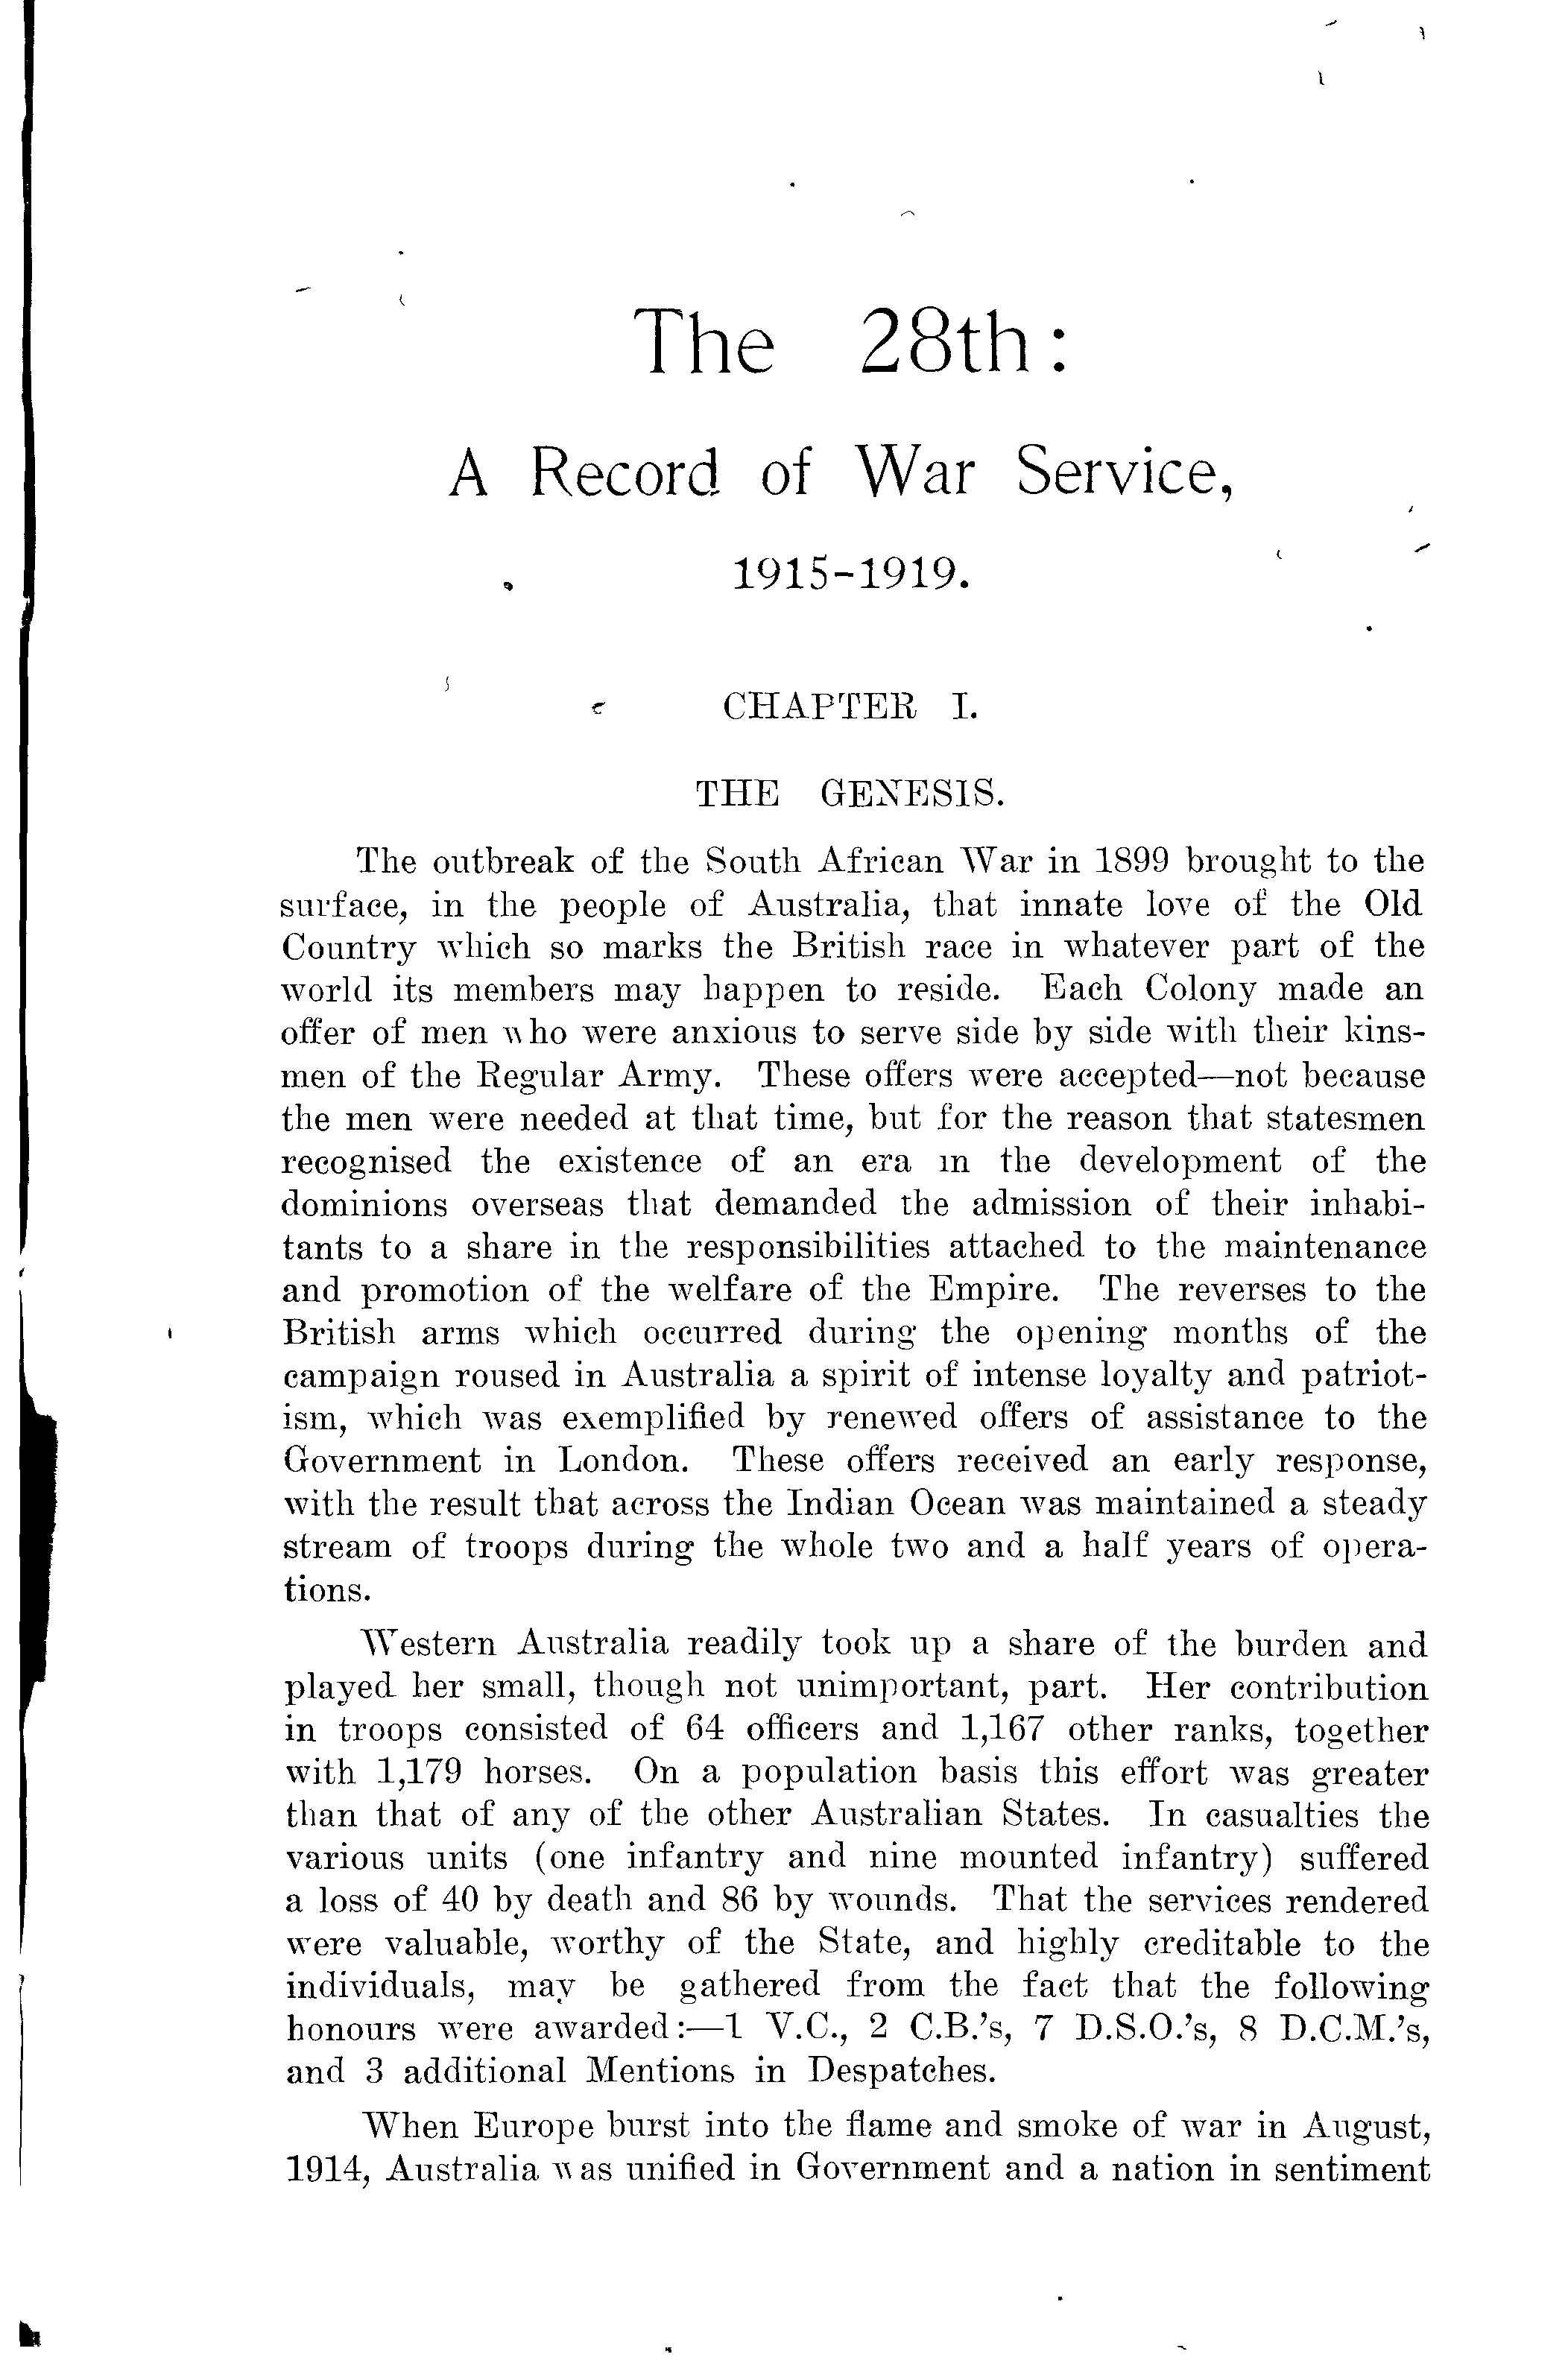 The 28th:
A Record of War Service,
1915-1919.
CHAPTER I.
THE GENESIS.
The outbreak of the South African War in 1899 brought to the
surface, in the people of Australia, that innate love of the Old
Country which so marks the British race in whatever part of the
world its members may happen to reside. Each Colony made an
offer of men who were anxious to serve side by side with their kins-
men of the Regular Army. These offers were accepted—not because
the men were needed at that time, but for the reason that statesmen
recognised the existence of an era in the development of the
dominions overseas that demanded the admission of their inhabi-
tants to a share in the responsibilities attached to the maintenance
and promotion of the welfare of the Empire. The reverses to the
British arms which occurred during the opening months of the
campaign roused in Australia a spirit of intense loyalty and patriot-
ism, which was exemplified by renewed offers of assistance to the
Government in London. These offers received an early response,
with the result that across the Indian Ocean was maintained a steady
stream of troops during the whole two and a half years of opera-
tions.
Western Australia readily took up a share of the burden and
played her small, though not unimportant, part. Her contribution
in troops consisted of 64 officers and 1,167 other ranks, together
with 1,179 horses. On a population basis this effort was greater
than that of any of the other Australian States. In casualties the
various units (one infantry and nine mounted infantry) suffered
a loss of 40 by death and 86 by wounds. That the services rendered
were valuable, worthy of the State, and highly creditable to the
individuals, may be gathered from the fact that the following
honours were awarded:—1 V.C., 2 C.B.'s, 7 D.S.O.'s, 8 D.C.M.'s,
and 3 additional Mentions in Despatches.
When Europe burst into the flame and smoke of war in August,
1914, Australia was unified in Government and a nation in sentiment